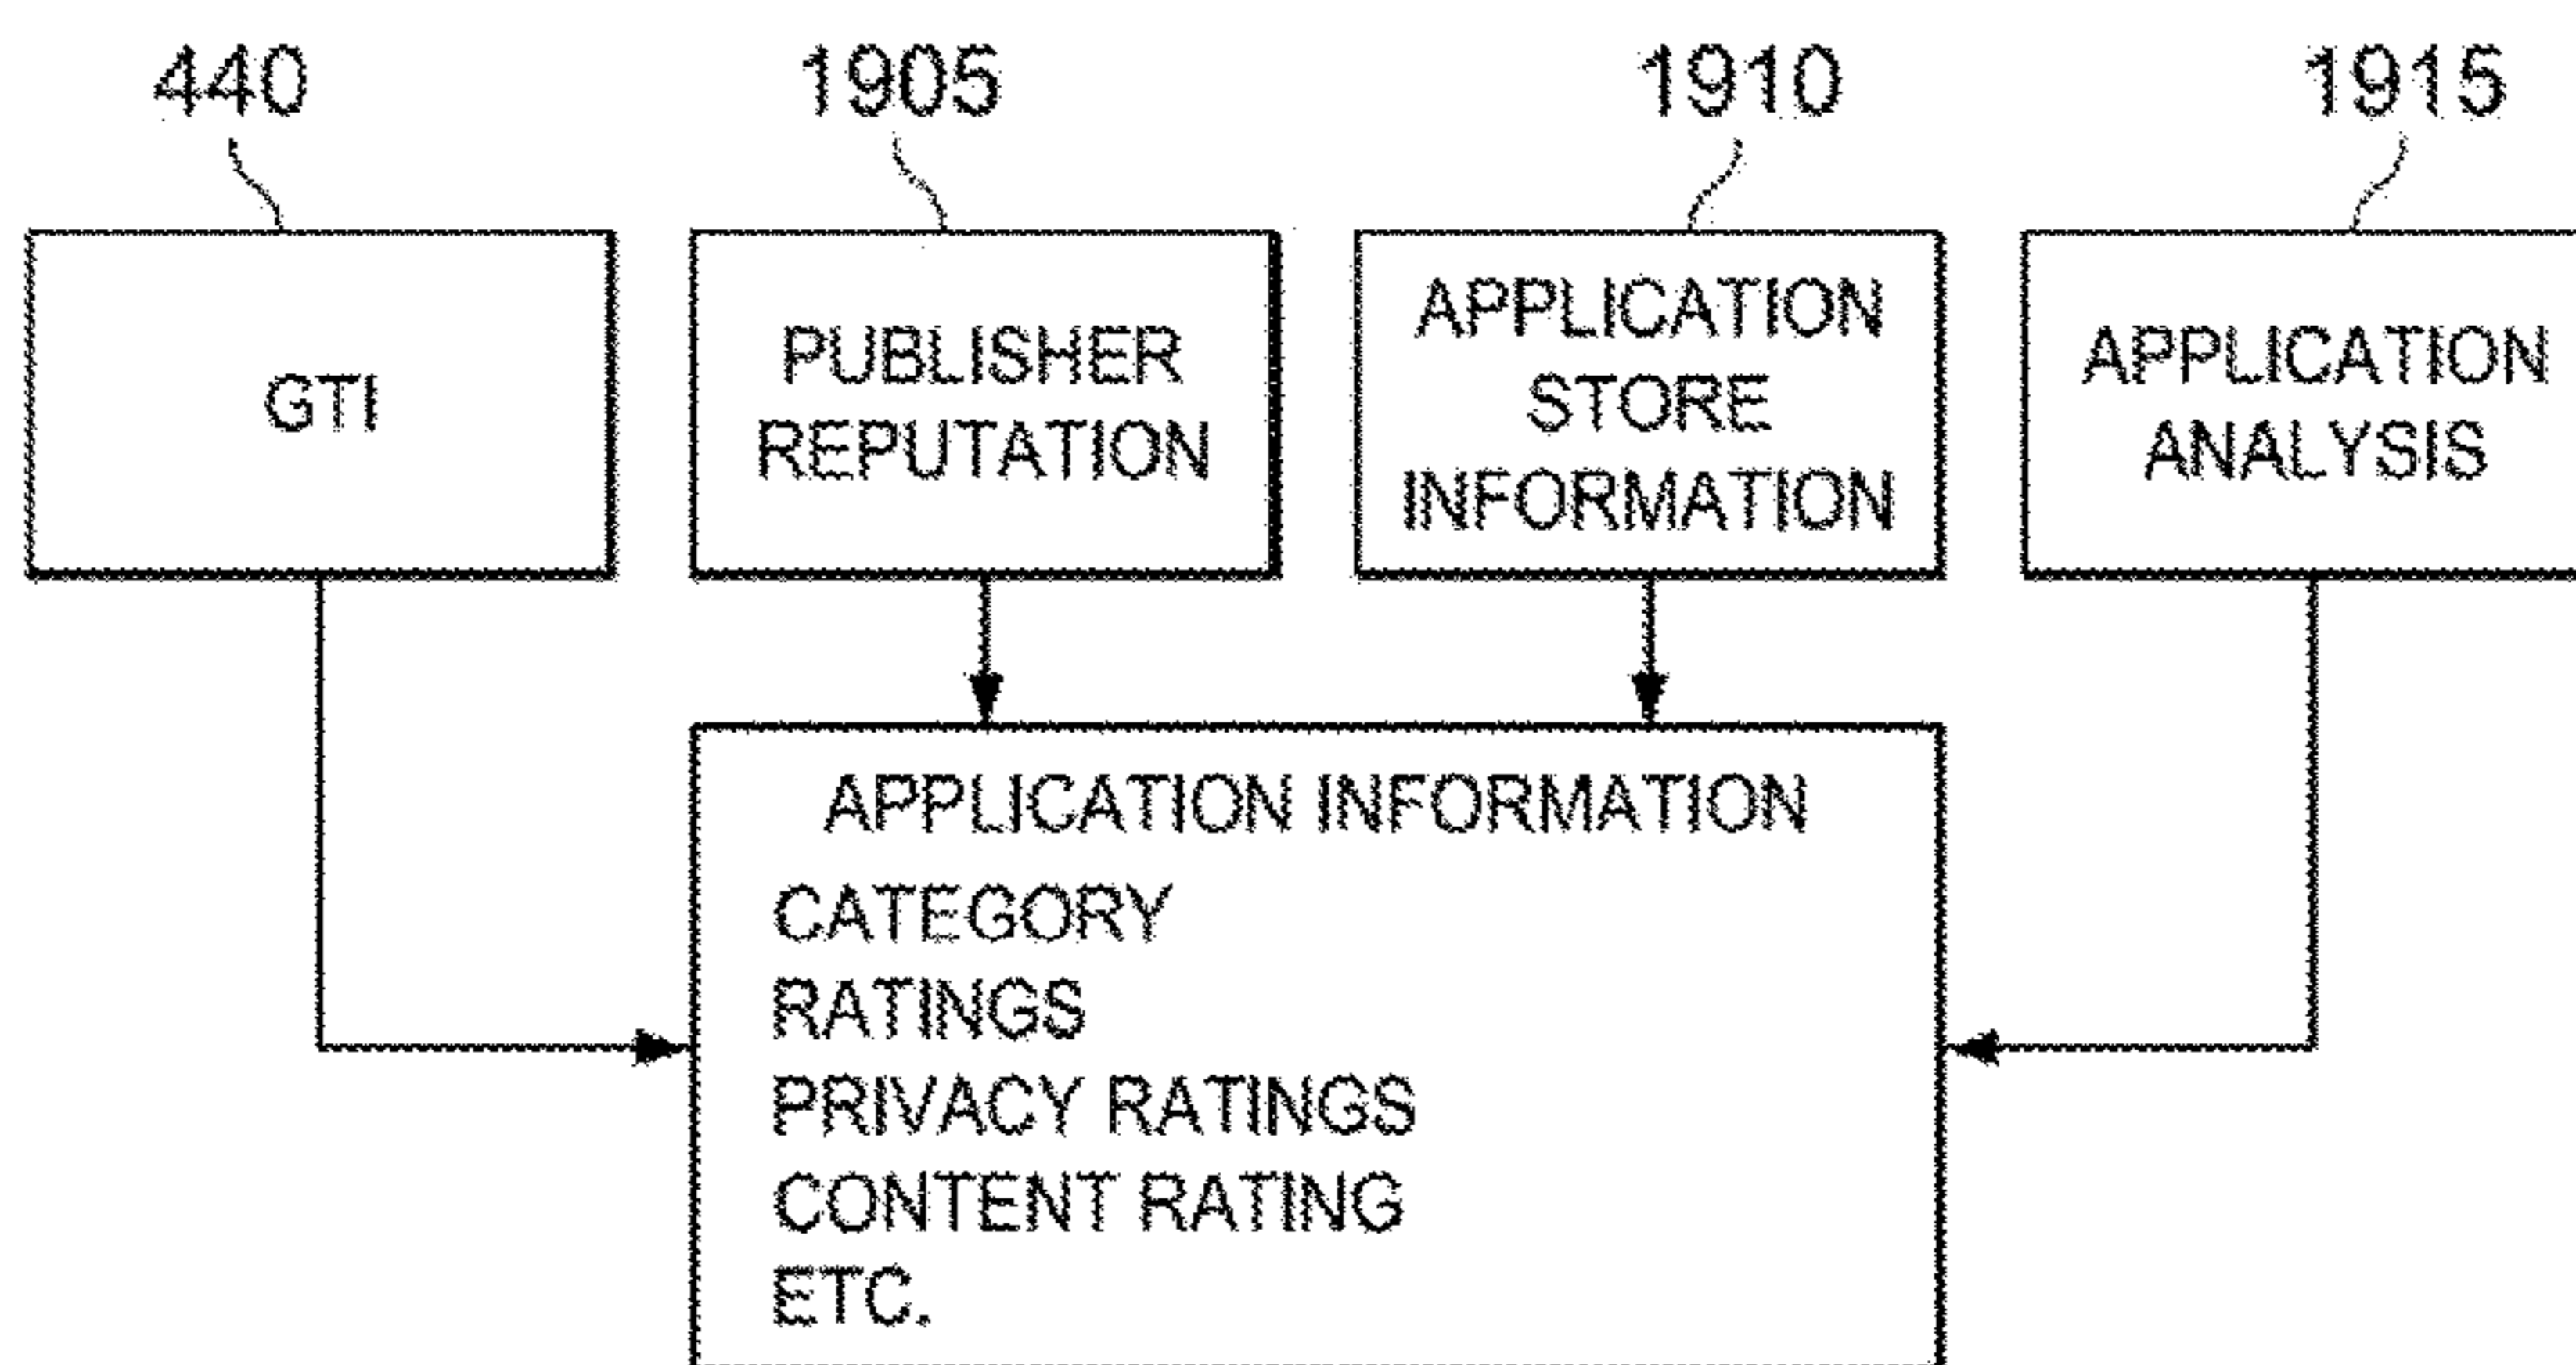 440
1905
1910
1915
GTI
PUBLISHER
REPUTATION
APPLICATION
STORE
INFORMATION
APPLICATION
ANALYSIS
APPLICATION INFORMATION
CATEGORY
RATINGS
PRIVACY RATINGS
CONTENT RATING
ETC.